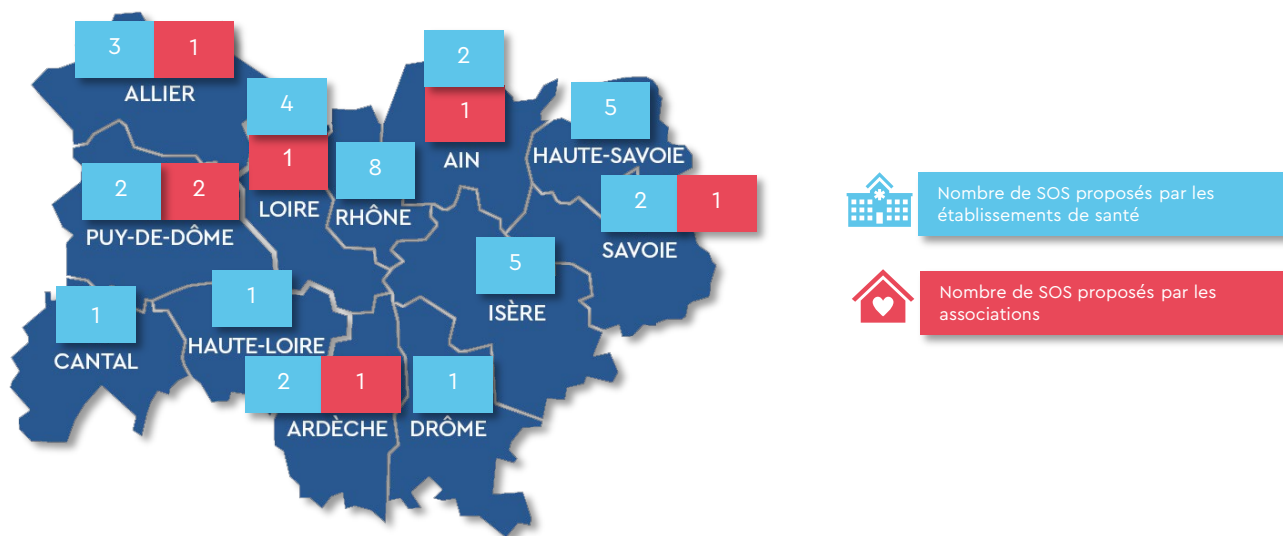 3 1
ALLIER
2
1
AIN
4
1
LOIRE
8
RHÔNE
5
HAUTE-SAVOIE
2 2
PUY-DE-DÔME
2 1
SAVOIE
5
ISÈRE
1
CANTAL
1
HAUTE-LOIRE
2 1
ARDÈCHE
1
DRÔME
Nombre de SOS proposés par les
établissements de santé
Nombre de SOS proposés par les
associations